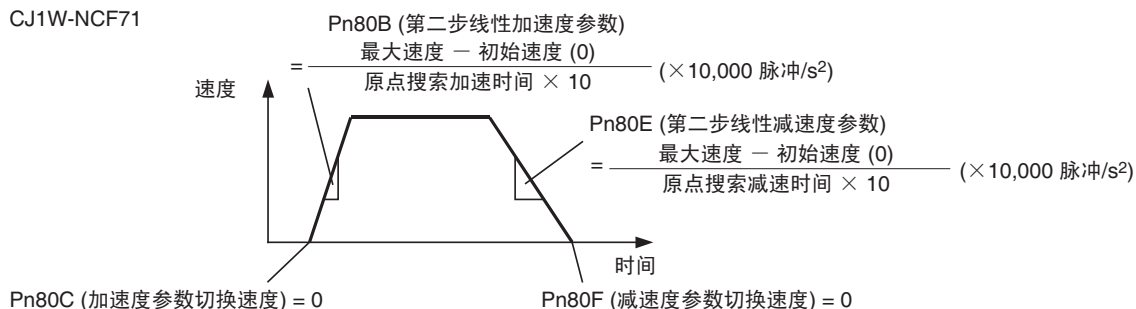 CJ1W-NCF71
Pn80B (第二步线性加速度参数)
= 最大速度 － 初始速度 (0)
原点搜索加速时间 × 10
(×10,000 脉冲/s²)
速度
Pn80E (第二步线性减速度参数)
= 最大速度 － 初始速度 (0)
原点搜索减速时间 × 10
(×10,000 脉冲/s²)
时间
Pn80C (加速度参数切换速度) = 0
Pn80F (减速度参数切换速度) = 0